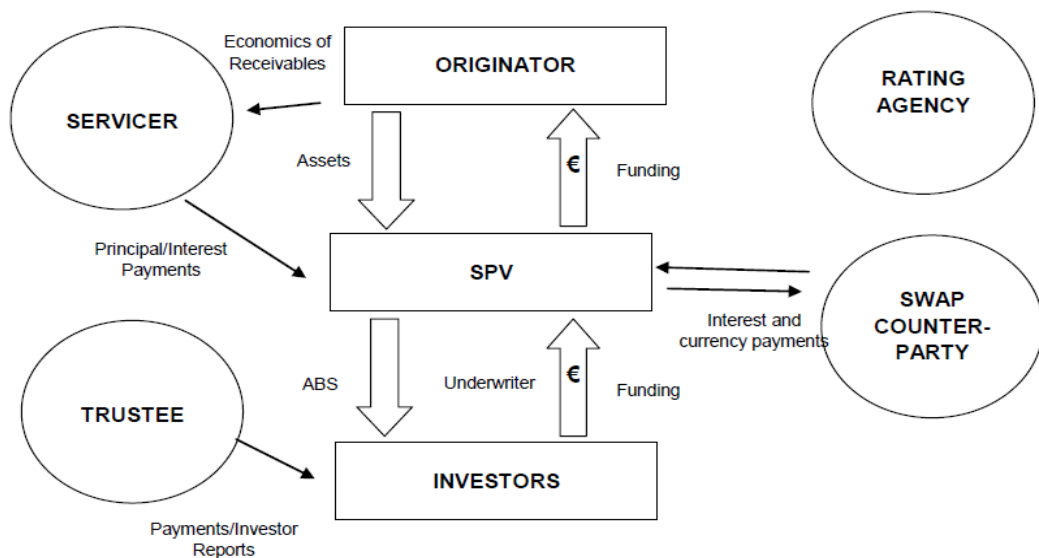 Economics of
Receivables
ORIGINATOR
RATING
AGENCY
SERVICER
Assets
€
Funding
Principal/Interest
Payments
SPV
SWAP
COUNTER-
PARTY
Interest and
currency payments
ABS
Underwriter
€
Funding
TRUSTEE
INVESTORS
Payments/Investor
Reports